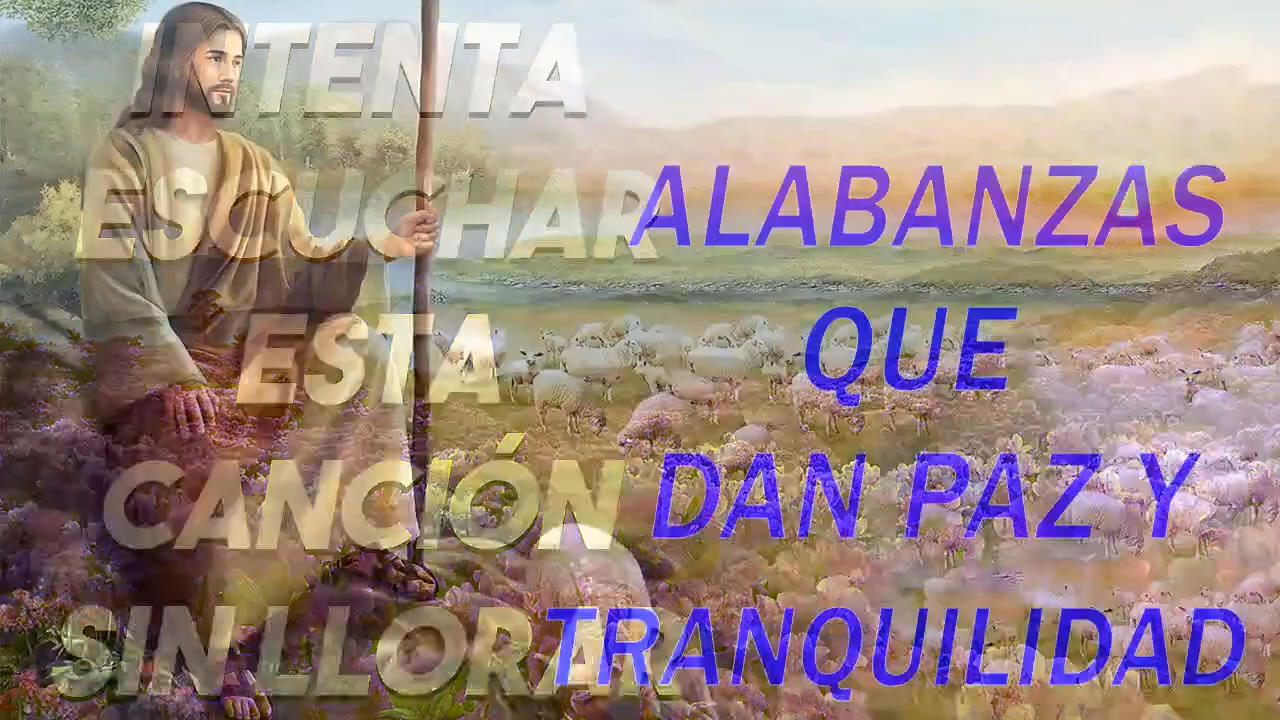 INTENTA
ESCUCHAR
ESTA
CANCIÓN
SIN LLORAR
ALABANZAS
QUE
DAN PAZ Y
TRANQUILIDAD